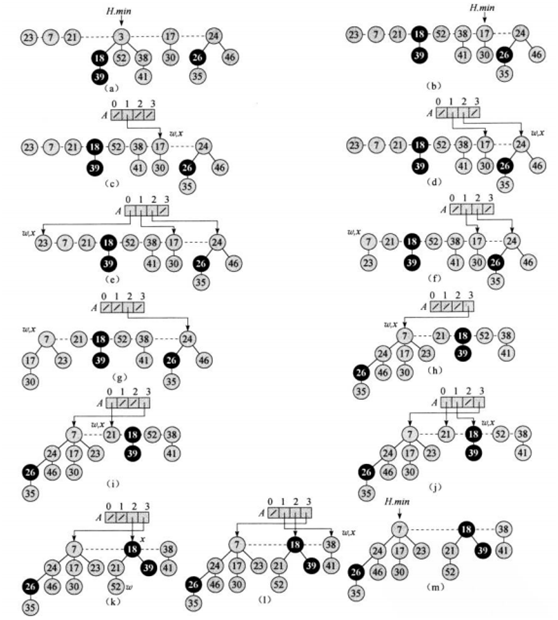 H.min
23 7 21 3 17 24
18 52 38 30 26 46
39 41 35
(a)
H.min
23 7 21 18 52 38 17 24
39 41 30 26 46
35
(b)
0 1 2 3
A
w,x
23 7 21 18 52 38 17 24
39 41 30 26 46
35
(c)
0 1 2 3
A
w,x
23 7 21 18 52 38 17 24
39 41 30 26 46
35
(d)
0 1 2 3
A
w,x
23 7 21 18 52 38 17 24
39 41 30 26 46
35
(e)
0 1 2 3
A
w,x
7 21 18 52 38 17 24
23 39 41 30 26 46
35
(f)
0 1 2 3
A
w,x
7 21 18 52 38 24
17 23 39 41 26 46
30 35
(g)
0 1 2 3
A
w,x
7 21 18 52 38
24 17 23 39 41
26 46 30
35
(h)
0 1 2 3
A
w,x
7 21 18 52 38
24 17 23 39 41
26 46 30
35
(i)
0 1 2 3
A
w,x
7 21 18 52 38
24 17 23 39 41
26 46 30
35
(j)
0 1 2 3
A
x
7 18 38
24 17 23 21 39 41
26 46 30 52 w
35
(k)
0 1 2 3
A
w,x
7 18 38
24 17 23 21 39 41
26 46 30 52
35
(l)
H.min
7 18 38
24 17 23 21 39 41
26 46 30 52
35
(m)